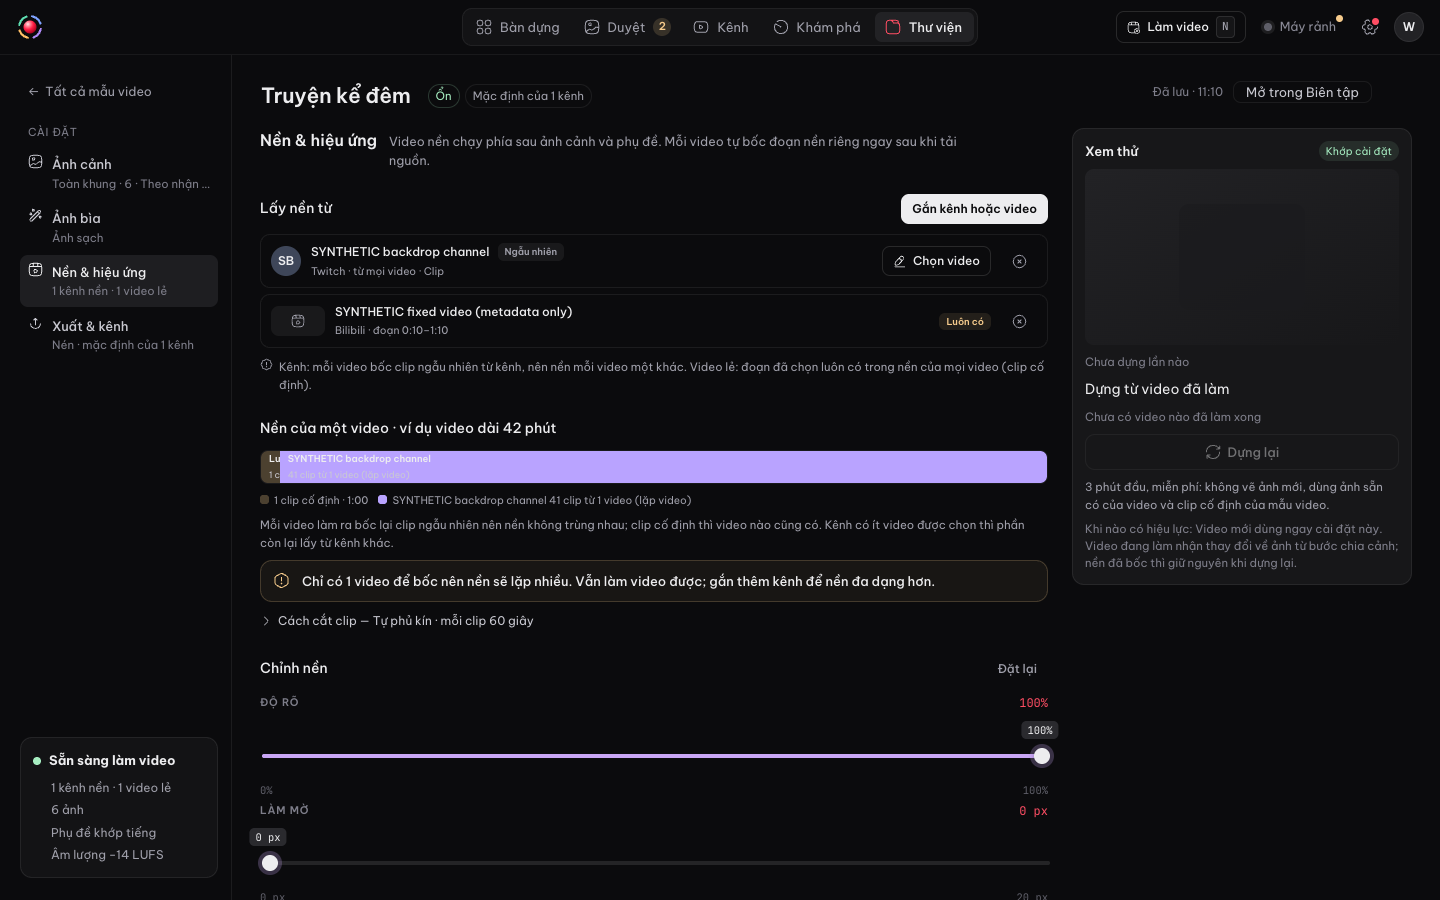 Bàn dựng
Duyệt 2
Kênh
Khám phá
Thư viện
Làm video N
Máy rảnh
W
← Tất cả mẫu video
CÀI ĐẶT
Ảnh cảnh
Toàn khung · 6 · Theo nhận ...
Ảnh bìa
Ảnh sạch
Nền & hiệu ứng
1 kênh nền · 1 video lẻ
Xuất & kênh
Nén · mặc định của 1 kênh
Sẵn sàng làm video
1 kênh nền · 1 video lẻ
6 ảnh
Phụ đề khớp tiếng
Âm lượng -14 LUFS
Truyện kể đêm
Ổn
Mặc định của 1 kênh
Đã lưu · 11:10
Mở trong Biên tập
Nền & hiệu ứng
Video nền chạy phía sau ảnh cảnh và phụ đề. Mỗi video tự bốc đoạn nền riêng ngay sau khi tải
nguồn.
Lấy nền từ
Gắn kênh hoặc video
SB
SYNTHETIC backdrop channel Ngẫu nhiên
Twitch · từ mọi video · Clip
Chọn video
SYNTHETIC fixed video (metadata only)
Bilibili · đoạn 0:10–1:10
Luôn có
Kênh: mỗi video bốc clip ngẫu nhiên từ kênh, nên nền mỗi video một khác. Video lẻ: đoạn đã chọn luôn có trong nền của mọi video (clip cố
định).
Nền của một video · ví dụ video dài 42 phút
Lu
1 c
SYNTHETIC backdrop channel
41 clip từ 1 video (lặp video)
1 clip cố định · 1:00
SYNTHETIC backdrop channel 41 clip từ 1 video (lặp video)
Mỗi video làm ra bốc lại clip ngẫu nhiên nên nền không trùng nhau; clip cố định thì video nào cũng có. Kênh có ít video được chọn thì phần
còn lại lấy từ kênh khác.
Chỉ có 1 video để bốc nên nền sẽ lặp nhiều. Vẫn làm video được; gắn thêm kênh để nền đa dạng hơn.
Cách cắt clip — Tự phủ kín · mỗi clip 60 giây
Chỉnh nền
Đặt lại
ĐỘ RÕ
100%
100%
0%
100%
LÀM MỜ
0 px
0 px
0 px
20 px
Xem thử
Khớp cài đặt
Chưa dựng lần nào
Dựng từ video đã làm
Chưa có video nào đã làm xong
Dựng lại
3 phút đầu, miễn phí: không vẽ ảnh mới, dùng ảnh sẵn
có của video và clip cố định của mẫu video.
Khi nào có hiệu lực: Video mới dùng ngay cài đặt này.
Video đang làm nhận thay đổi về ảnh từ bước chia cảnh;
nền đã bốc thì giữ nguyên khi dựng lại.